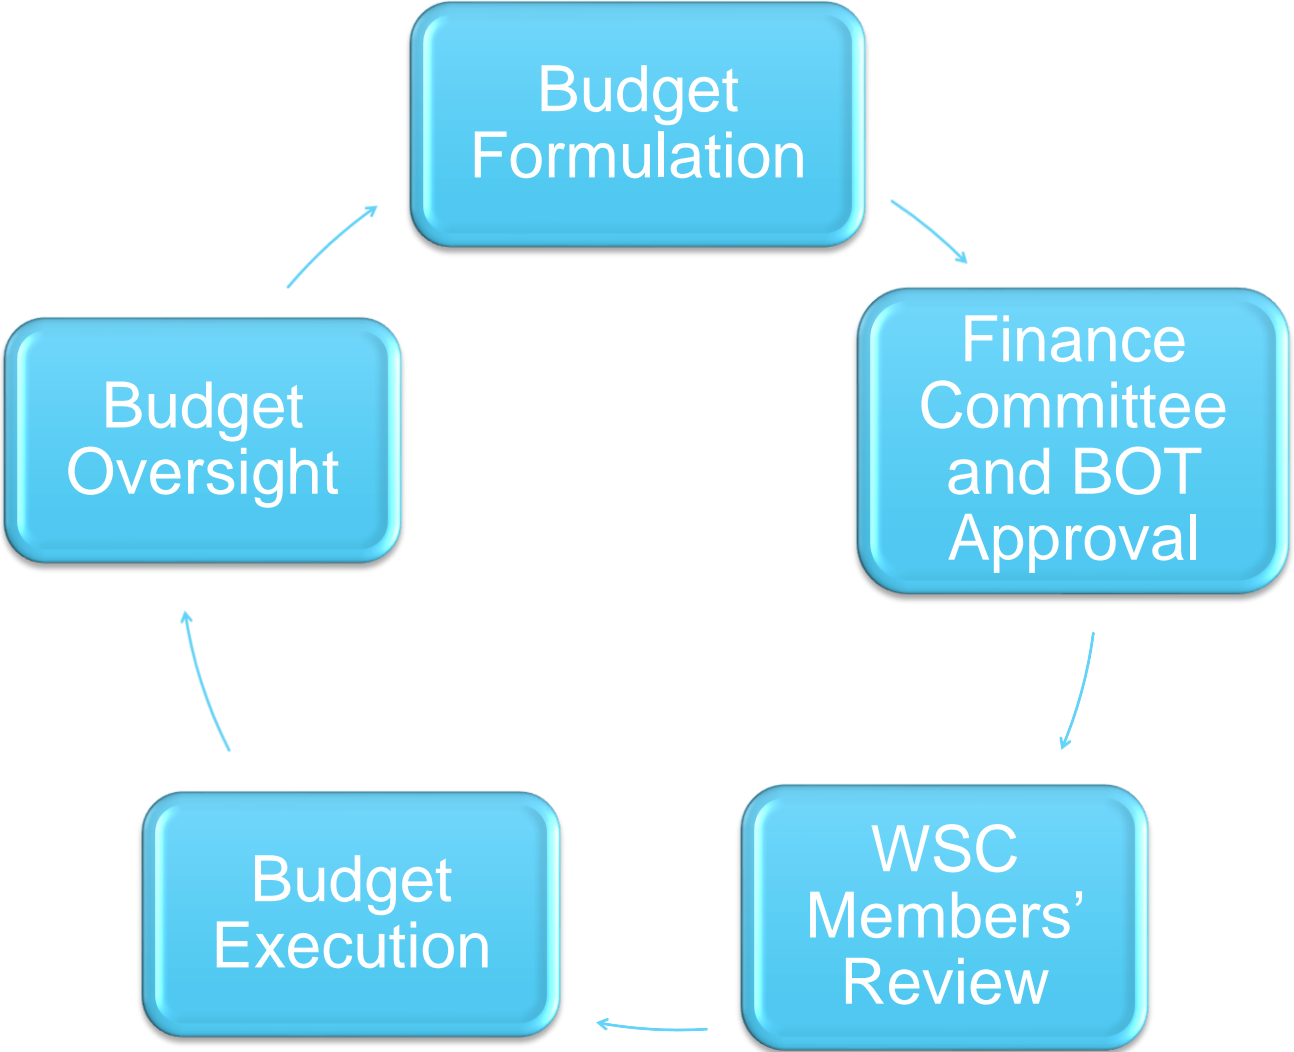 Budget
Formulation
Finance
Committee
and BOT
Approval
WSC
Members’
Review
Budget
Execution
Budget
Oversight